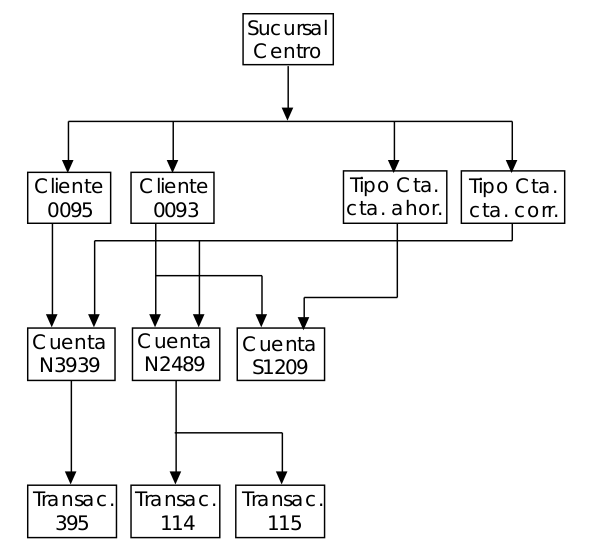 Sucursal
Centro
Cliente
0095
Cliente
0093
Tipo Cta.
cta. ahor.
Tipo Cta.
cta. corr.
Cuenta
N3939
Cuenta
N2489
Cuenta
S1209
Transac.
395
Transac.
114
Transac.
115